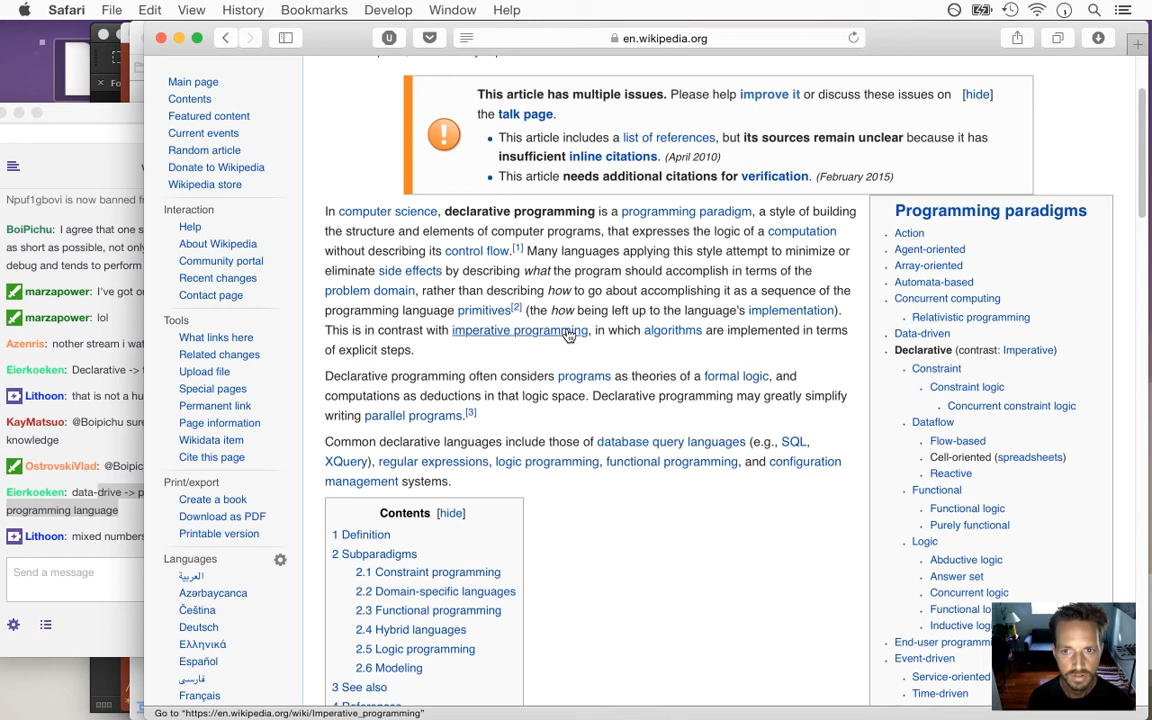 Safari File Edit View History Bookmarks Develop Window Help
en.wikipedia.org
Fo
Npuf1gbovi is now banned fr
BoiPichu: I agree that one s
as short as possible, not only
debug and tends to perform
marzapower: I've got or
marzapower: lol
Azenris: nother stream i wat
Eierkoeken: Declarative -> f
Lithoon: that is not a hu
KayMatsuo: @Boipichu sure
knowledge
OstrovskiVlad: @Boipic
Eierkoeken: data-drive -> p
programming language
Lithoon: mixed numbers
Send a message
Main page
Contents
Featured content
Current events
Random article
Donate to Wikipedia
Wikipedia store
Interaction
Help
About Wikipedia
Community portal
Recent changes
Contact page
Tools
What links here
Related changes
Upload file
Special pages
Permanent link
Page information
Wikidata item
Cite this page
Print/export
Create a book
Download as PDF
Printable version
Languages
العربية
Azərbaycanca
Čeština
Deutsch
Ελληνικά
Español
فارسی
Français
This article has multiple issues. Please help improve it or discuss these issues on [hide]
the talk page.
• This article includes a list of references, but its sources remain unclear because it has
insufficient inline citations. (April 2010)
• This article needs additional citations for verification. (February 2015)
In computer science, declarative programming is a programming paradigm, a style of building
the structure and elements of computer programs, that expresses the logic of a computation
without describing its control flow.[1] Many languages applying this style attempt to minimize or
eliminate side effects by describing what the program should accomplish in terms of the
problem domain, rather than describing how to go about accomplishing it as a sequence of the
programming language primitives[2] (the how being left up to the language's implementation).
This is in contrast with imperative programming, in which algorithms are implemented in terms
of explicit steps.
Declarative programming often considers programs as theories of a formal logic, and
computations as deductions in that logic space. Declarative programming may greatly simplify
writing parallel programs.[3]
Common declarative languages include those of database query languages (e.g., SQL,
XQuery), regular expressions, logic programming, functional programming, and configuration
management systems.
Contents [hide]
1 Definition
2 Subparadigms
2.1 Constraint programming
2.2 Domain-specific languages
2.3 Functional programming
2.4 Hybrid languages
2.5 Logic programming
2.6 Modeling
3 See also
4 References
Programming paradigms
Action
Agent-oriented
Array-oriented
Automata-based
Concurrent computing
Relativistic programming
Data-driven
Declarative (contrast: Imperative)
Constraint
Constraint logic
Concurrent constraint logic
Dataflow
Flow-based
Cell-oriented (spreadsheets)
Reactive
Functional
Functional logic
Purely functional
Logic
Abductive logic
Answer set
Concurrent logic
Functional lo
Inductive log
End-user programm
Event-driven
Service-oriented
Time-driven
Go to "https://en.wikipedia.org/wiki/Imperative_programming"